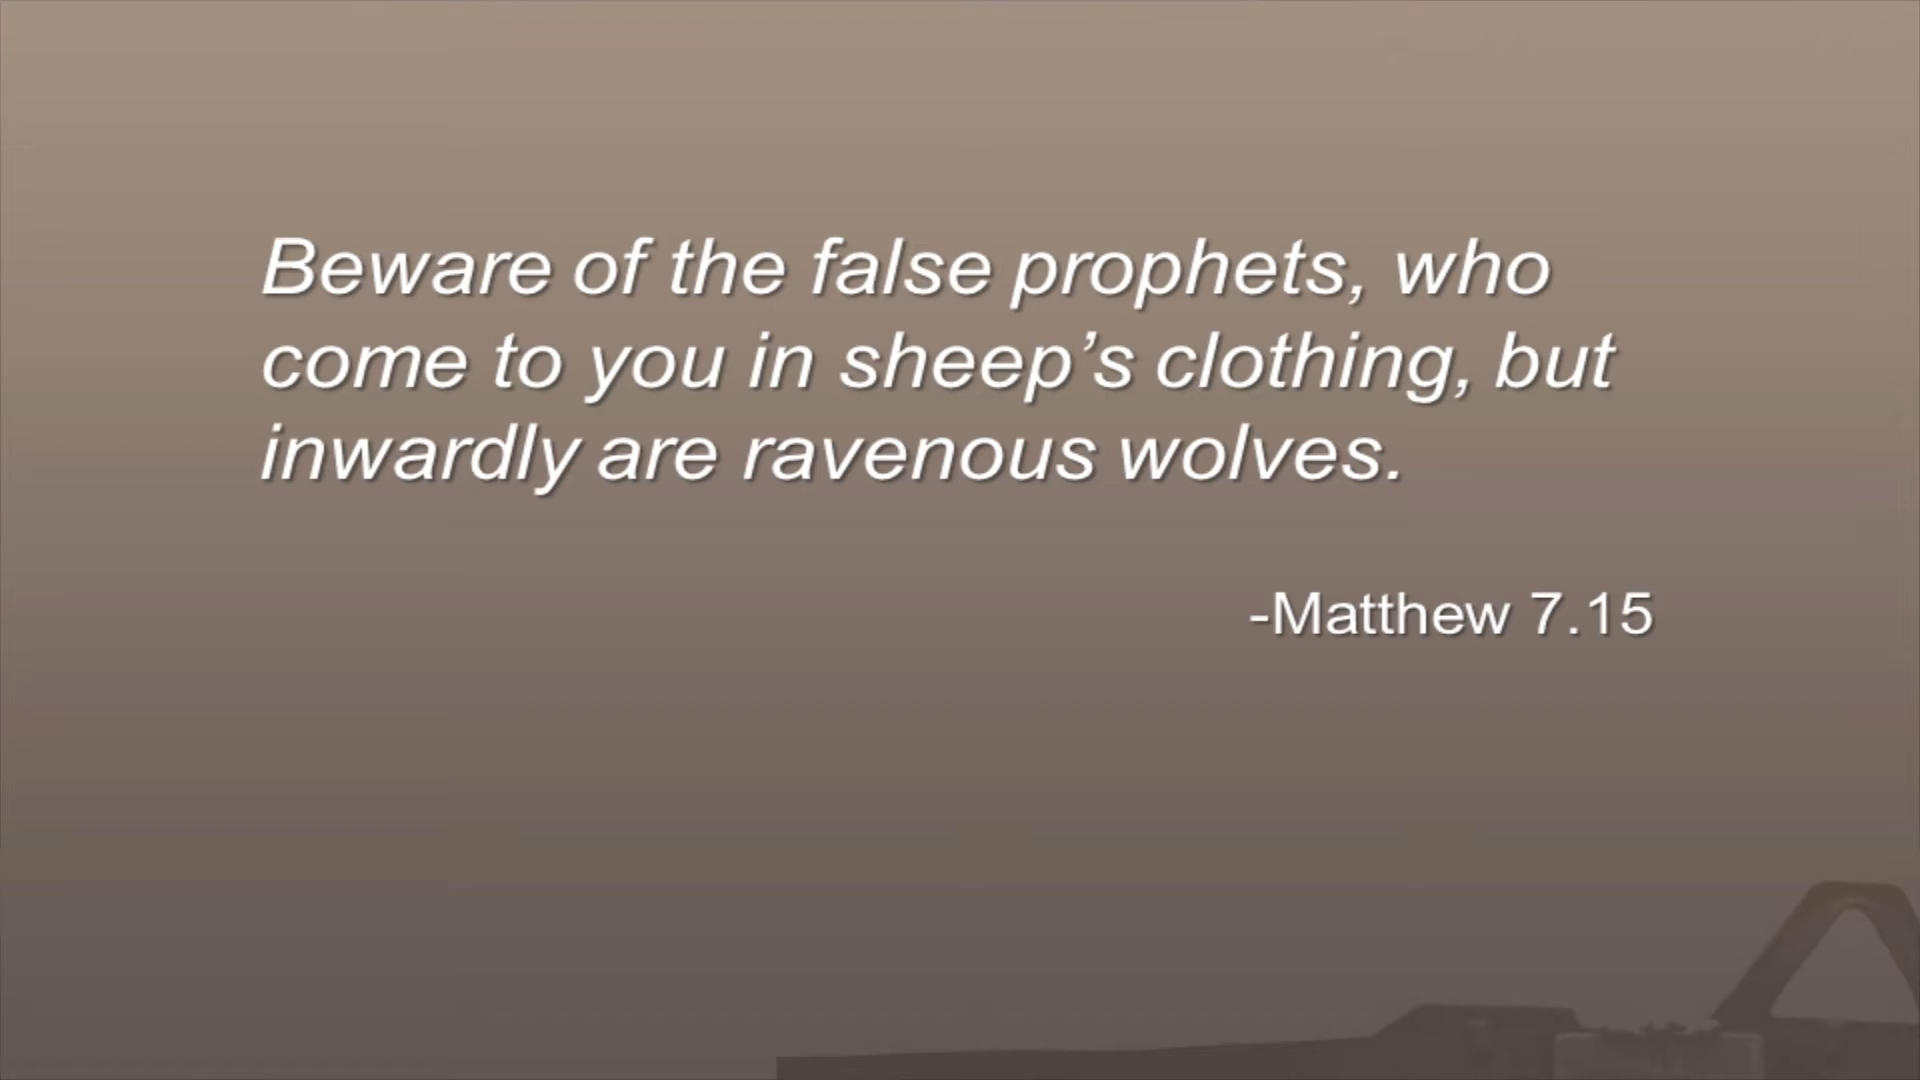 Beware of the false prophets, who
come to you in sheep’s clothing, but
inwardly are ravenous wolves.
-Matthew 7.15